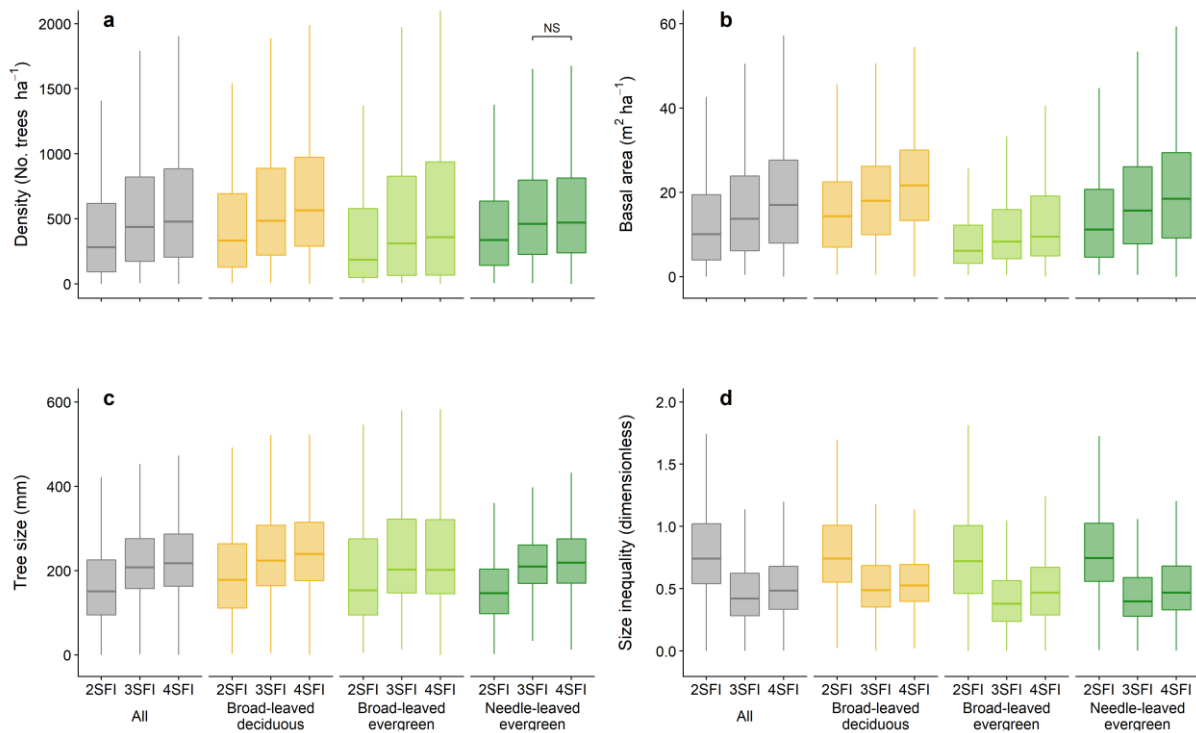 a
Density (No. trees ha⁻¹)
2000
1500
1000
500
0
NS
b
Basal area (m² ha⁻¹)
60
40
20
0
c
Tree size (mm)
600
400
200
0
2SFI 3SFI 4SFI 2SFI 3SFI 4SFI 2SFI 3SFI 4SFI 2SFI 3SFI 4SFI
All Broad-leaved Broad-leaved Needle-leaved
deciduous evergreen evergreen
d
Size inequality (dimensionless)
2.0
1.5
1.0
0.5
0.0
2SFI 3SFI 4SFI 2SFI 3SFI 4SFI 2SFI 3SFI 4SFI 2SFI 3SFI 4SFI
All Broad-leaved Broad-leaved Needle-leaved
deciduous evergreen evergreen